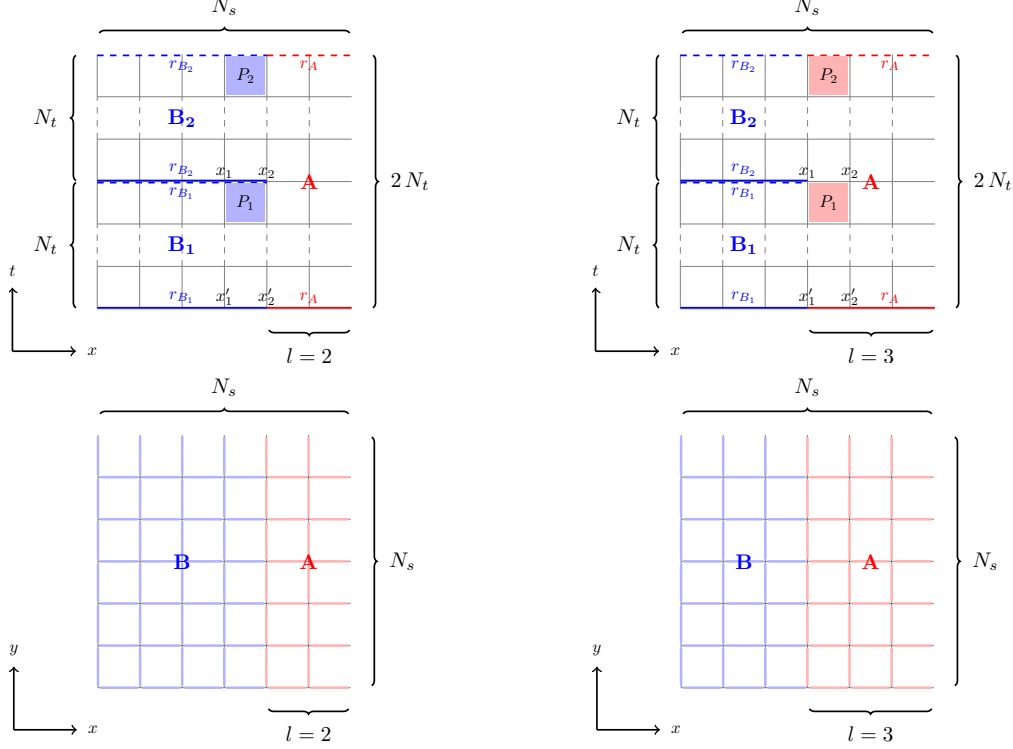 N_s
r_{B_2} r_A
P_2
N_t
B_2
2 N_t
r_{B_2} x_1 x_2
r_{B_1}
A
P_1
N_t
B_1
t
r_{B_1} x'_1 x'_2 r_A
x
l = 2
N_s
r_{B_2} r_A
P_2
N_t
B_2
2 N_t
r_{B_2} x_1 x_2
r_{B_1}
A
P_1
N_t
B_1
t
r_{B_1} x'_1 x'_2 r_A
x
l = 3
N_s
B A
N_s
y
x
l = 2
N_s
B A
N_s
y
x
l = 3